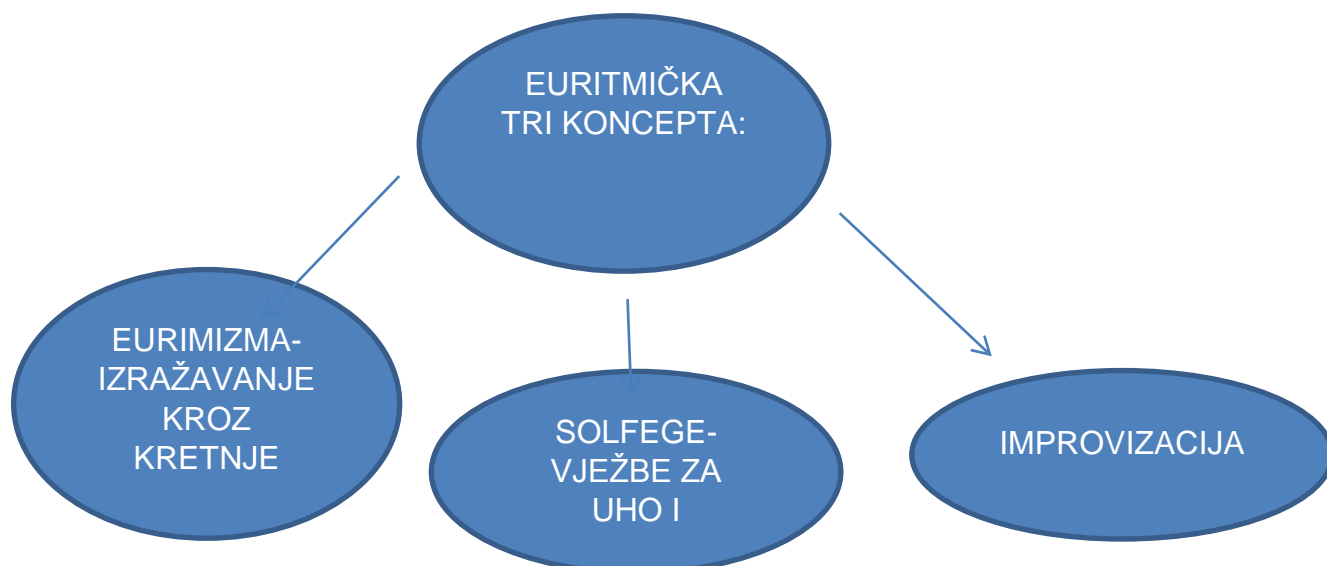 EURITMIČKA
TRI KONCEPTA:
EURIMIZMA-
IZRAŽAVANJE
KROZ
KRETNJE
SOLFEGE-
VJEŽBE ZA
UHO I
IMPROVIZACIJA